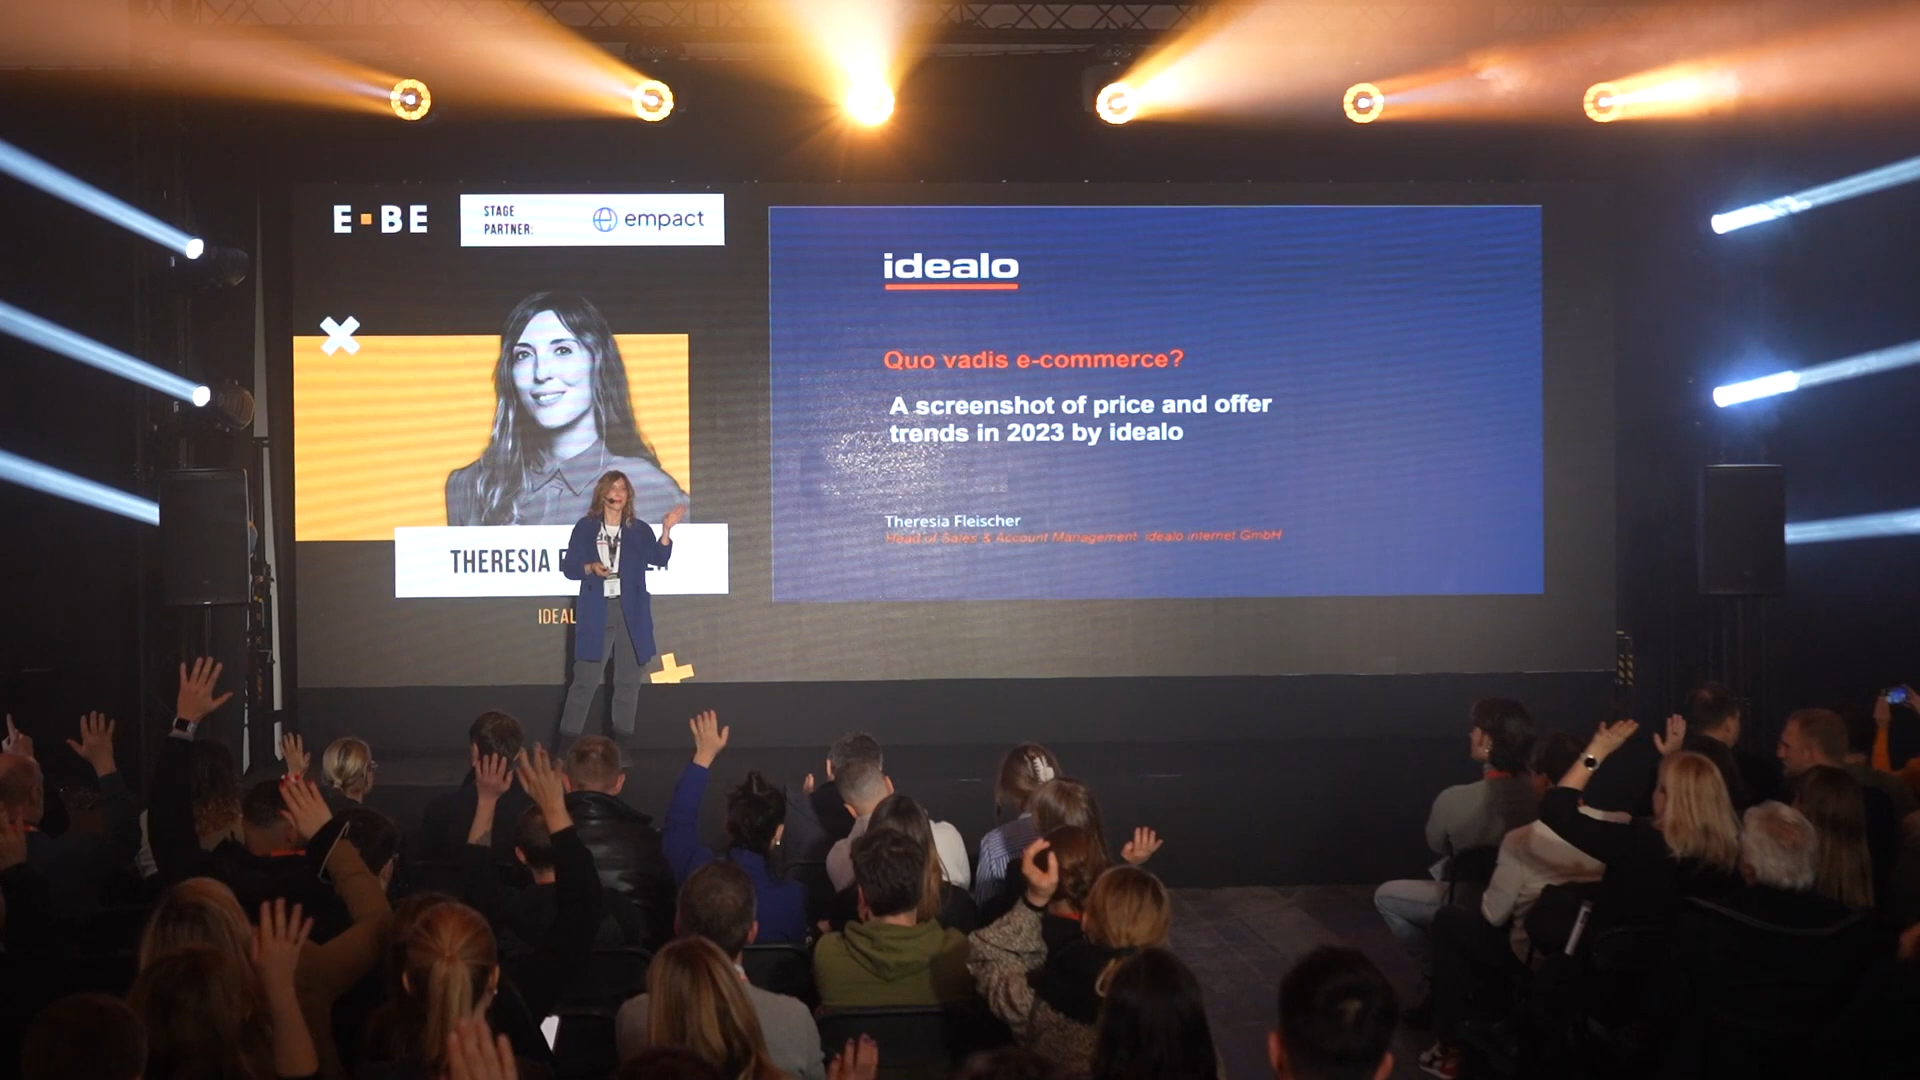 E BE
STAGE
PARTNER:
empact
THERESIA
IDEAL
idealo
Quo vadis e-commerce?
A screenshot of price and offer
trends in 2023 by idealo
Theresia Fleischer
Head of Sales & Account Management idealo internet GmbH